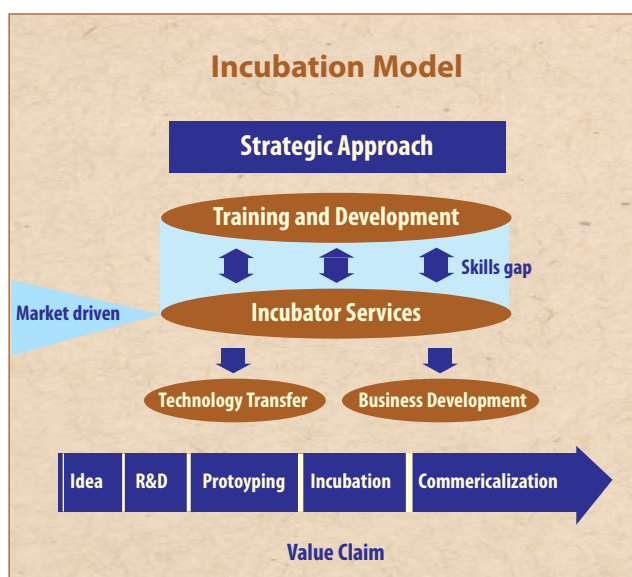 Incubation Model
Strategic Approach
Training and Development
Skills gap
Market driven
Incubator Services
Technology Transfer
Business Development
Idea
R&D
Protoyping
Incubation
Commericalization
Value Claim